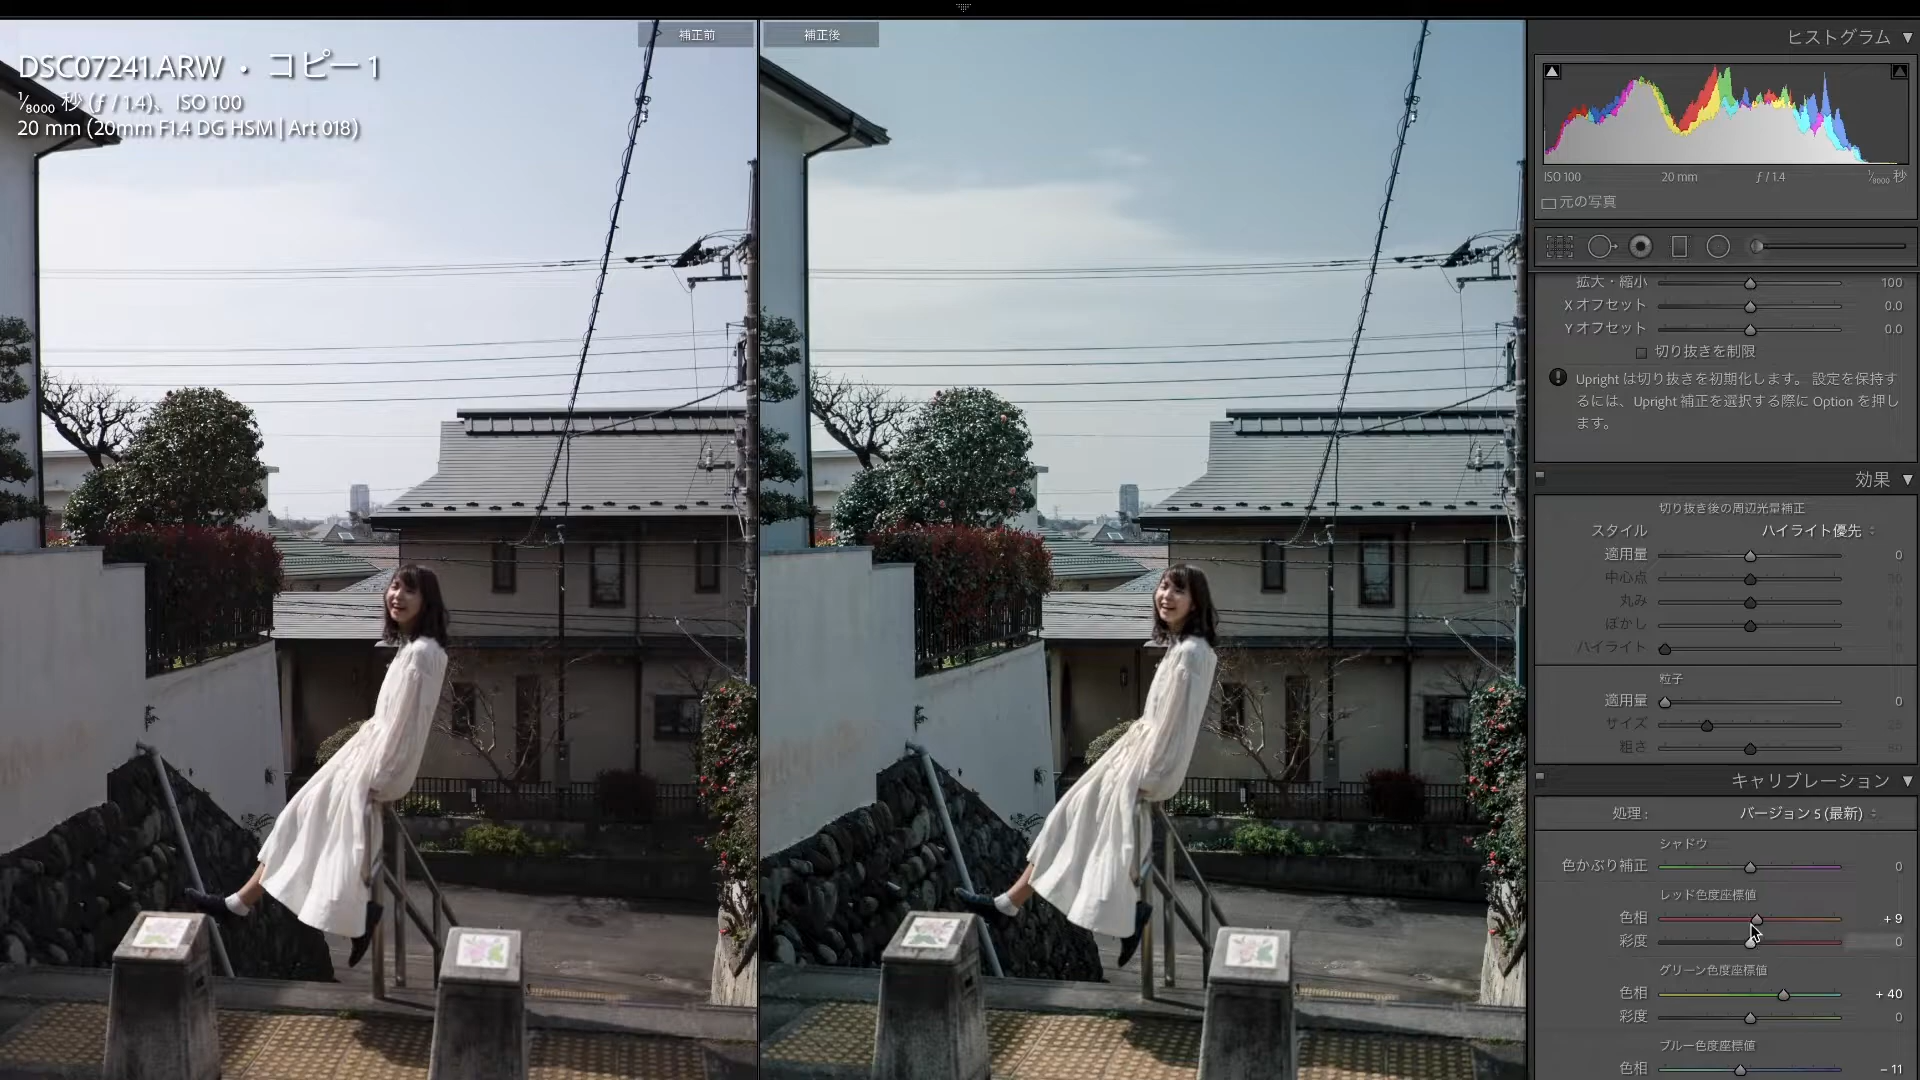 補正前
補正後
DSC07241.ARW ・ コピー 1
1/8000 秒 (ƒ / 1.4)、ISO 100
20 mm (20mm F1.4 DG HSM | Art 018)
ヒストグラム
ISO 100 20 mm ƒ / 1.4 1/8000 秒
元の写真
拡大・縮小 100
X オフセット 0.0
Y オフセット 0.0
切り抜きを制限
Upright は切り抜きを初期化します。 設定を保持す
るには、Upright 補正を選択する際に Option を押し
ます。
効果
切り抜き後の周辺光量補正
スタイル ハイライト優先
適用量 0
中心点
丸み
ぼかし
ハイライト
粒子
適用量 0
サイズ
粗さ
キャリブレーション
処理 : バージョン 5 (最新)
シャドウ
色かぶり補正 0
レッド色度座標値
色相 + 9
彩度 0
グリーン色度座標値
色相 + 40
彩度 0
ブルー色度座標値
色相 − 11